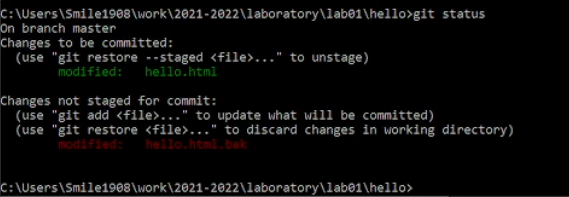 C:\Users\Smile1908\work\2021-2022\laboratory\lab01\hello>git status
On branch master
Changes to be committed:
  (use "git restore --staged <file>..." to unstage)
        modified:   hello.html

Changes not staged for commit:
  (use "git add <file>..." to update what will be committed)
  (use "git restore <file>..." to discard changes in working directory)
        modified:   hello.html.bak

C:\Users\Smile1908\work\2021-2022\laboratory\lab01\hello>